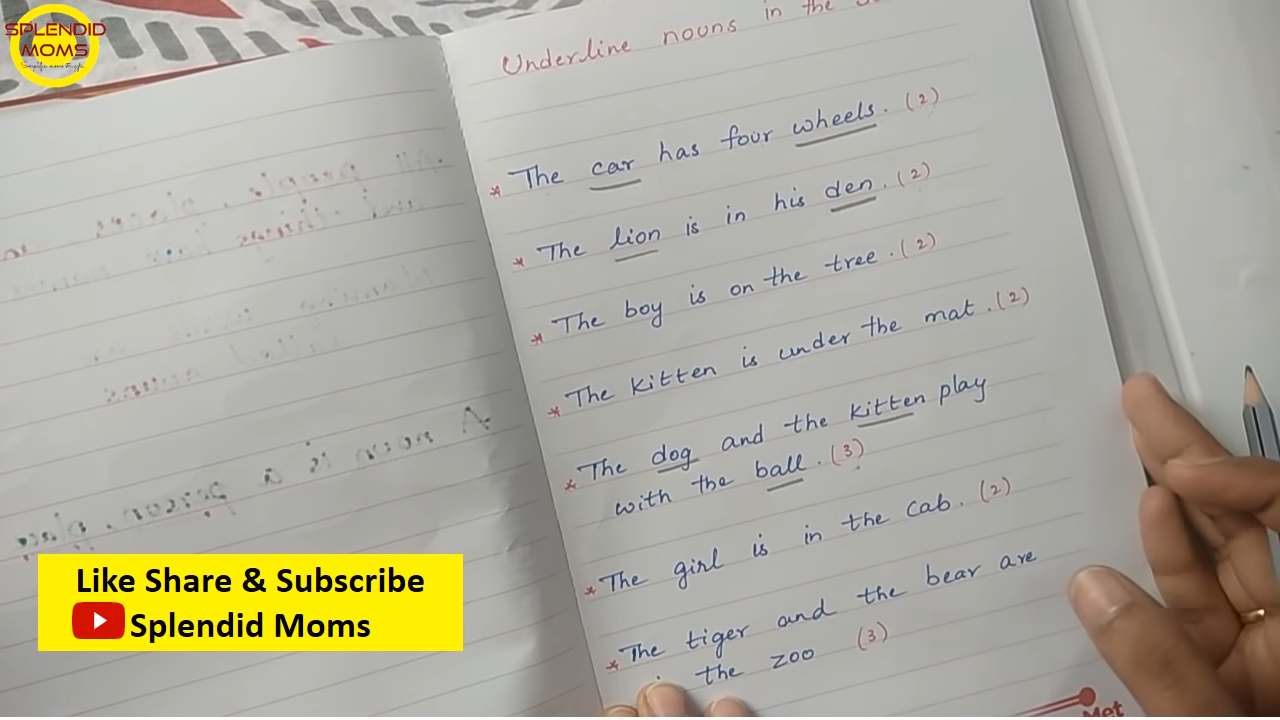 SPLENDID
MOMS
Underline nouns in the
* The car has four wheels. (2)
* The lion is in his den. (2)
* The boy is on the tree. (2)
* The kitten is under the mat. (2)
* The dog and the kitten play
with the ball. (3)
* The girl is in the cab. (2)
* The tiger and the bear are
the zoo (3)
A noun is a
Like Share & Subscribe
Splendid Moms
Met